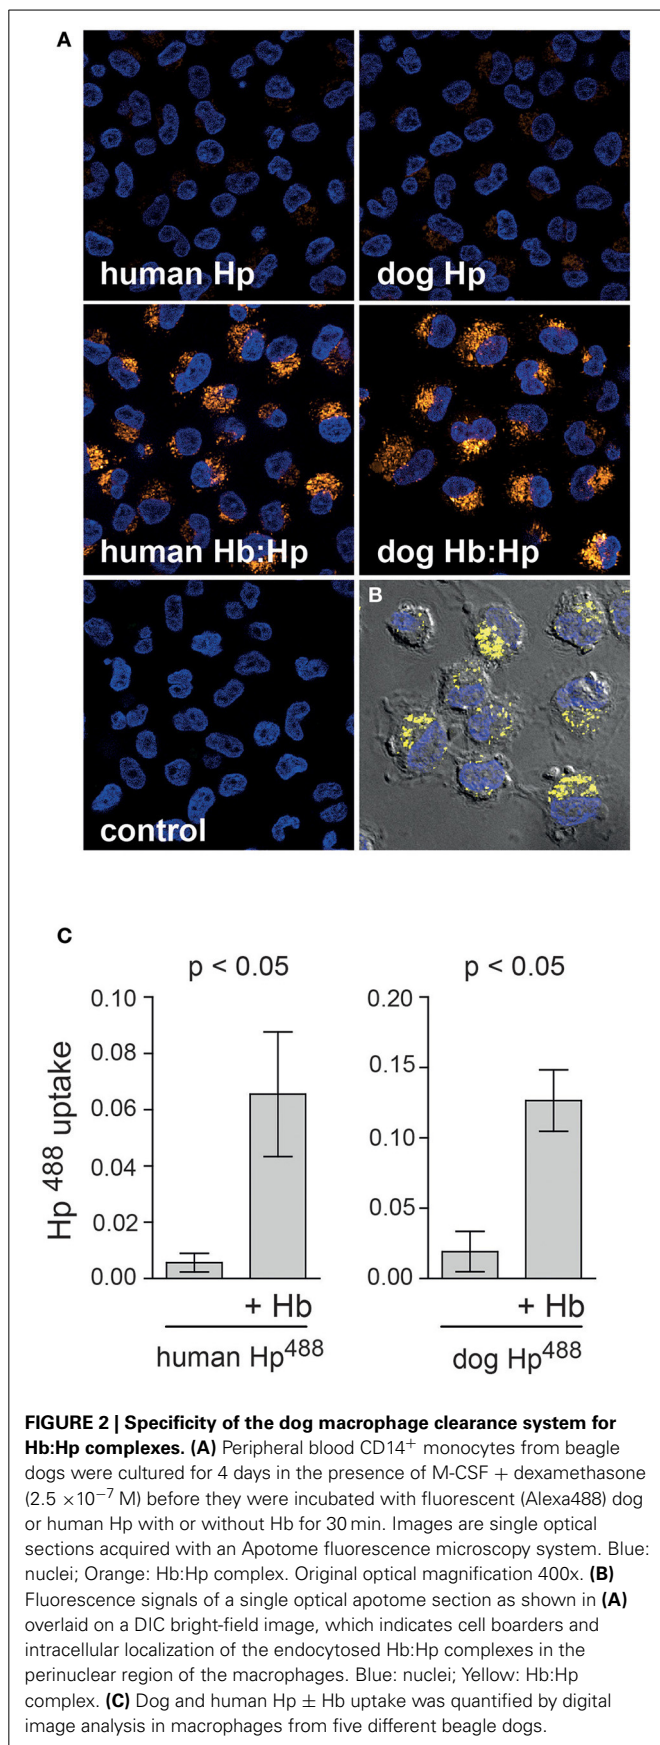 A
human Hp
dog Hp
human Hb:Hp
dog Hb:Hp
control
B
C
p < 0.05
p < 0.05
Hp 488 uptake
0.10
0.08
0.06
0.04
0.02
0.00
+ Hb
human Hp488
0.20
0.15
0.10
0.05
0.00
+ Hb
dog Hp488
FIGURE 2 | Specificity of the dog macrophage clearance system for
Hb:Hp complexes. (A) Peripheral blood CD14+ monocytes from beagle
dogs were cultured for 4 days in the presence of M-CSF + dexamethasone
(2.5 ×10−7 M) before they were incubated with fluorescent (Alexa488) dog
or human Hp with or without Hb for 30 min. Images are single optical
sections acquired with an Apotome fluorescence microscopy system. Blue:
nuclei; Orange: Hb:Hp complex. Original optical magnification 400x. (B)
Fluorescence signals of a single optical apotome section as shown in (A)
overlaid on a DIC bright-field image, which indicates cell boarders and
intracellular localization of the endocytosed Hb:Hp complexes in the
perinuclear region of the macrophages. Blue: nuclei; Yellow: Hb:Hp
complex. (C) Dog and human Hp ± Hb uptake was quantified by digital
image analysis in macrophages from five different beagle dogs.